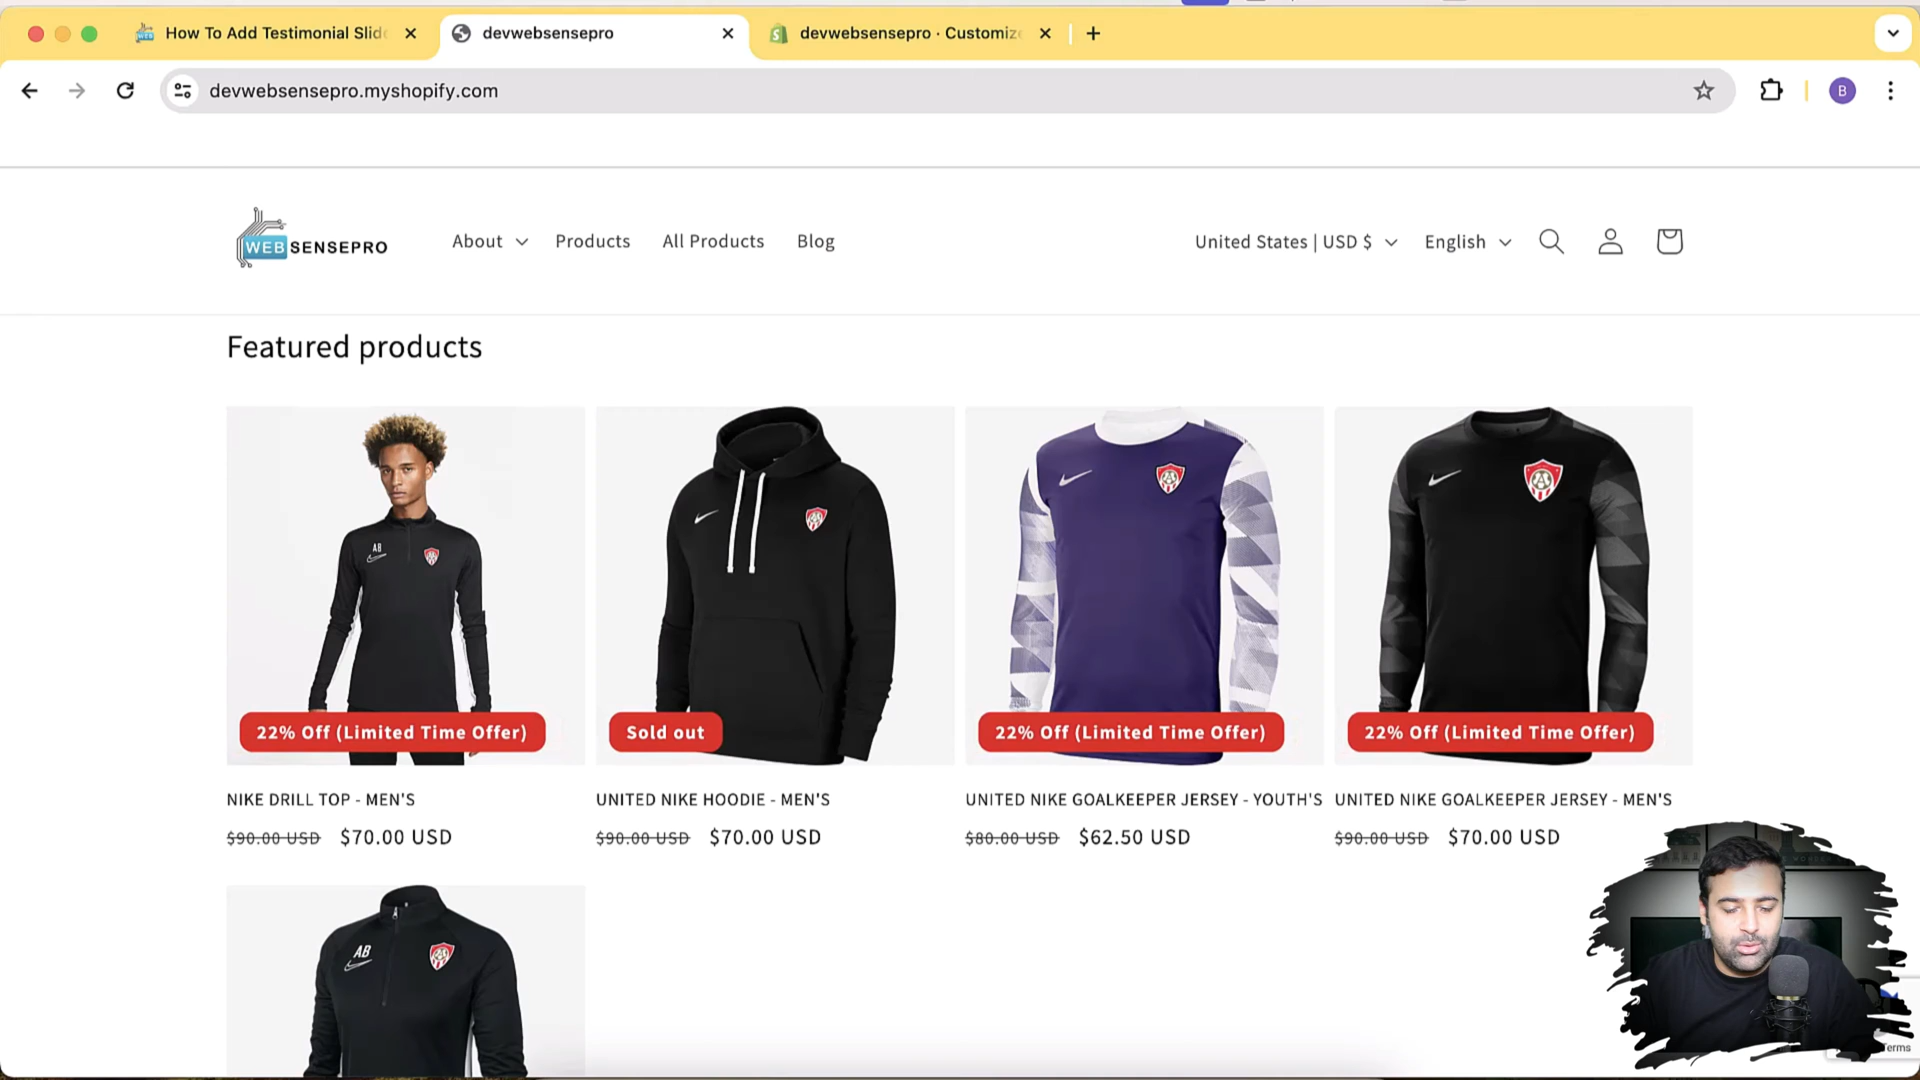 How To Add Testimonial Slid
devwebsensepro
devwebsensepro · Customiz
devwebsensepro.myshopify.com
B
WEB SENSEPRO
About
Products
All Products
Blog
United States | USD $
English
Featured products
AB
22% Off (Limited Time Offer)
Sold out
22% Off (Limited Time Offer)
22% Off (Limited Time Offer)
NIKE DRILL TOP - MEN'S
UNITED NIKE HOODIE - MEN'S
UNITED NIKE GOALKEEPER JERSEY - YOUTH'S
UNITED NIKE GOALKEEPER JERSEY - MEN'S
$90.00 USD $70.00 USD
$90.00 USD $70.00 USD
$80.00 USD $62.50 USD
$90.00 USD $70.00 USD
AB
Terms